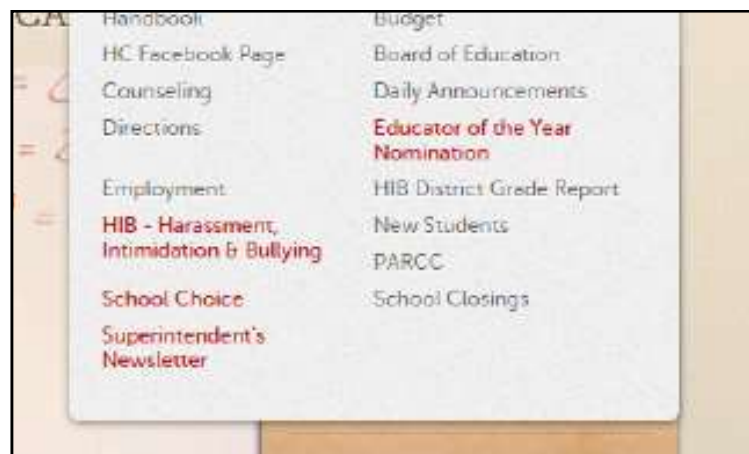 CA
Handbook
HC Facebook Page
Counseling
Directions
Employment
HIB - Harassment,
Intimidation & Bullying
School Choice
Superintendent's
Newsletter
Budget
Board of Education
Daily Announcements
Educator of the Year
Nomination
HIB District Grade Report
New Students
PARCC
School Closings